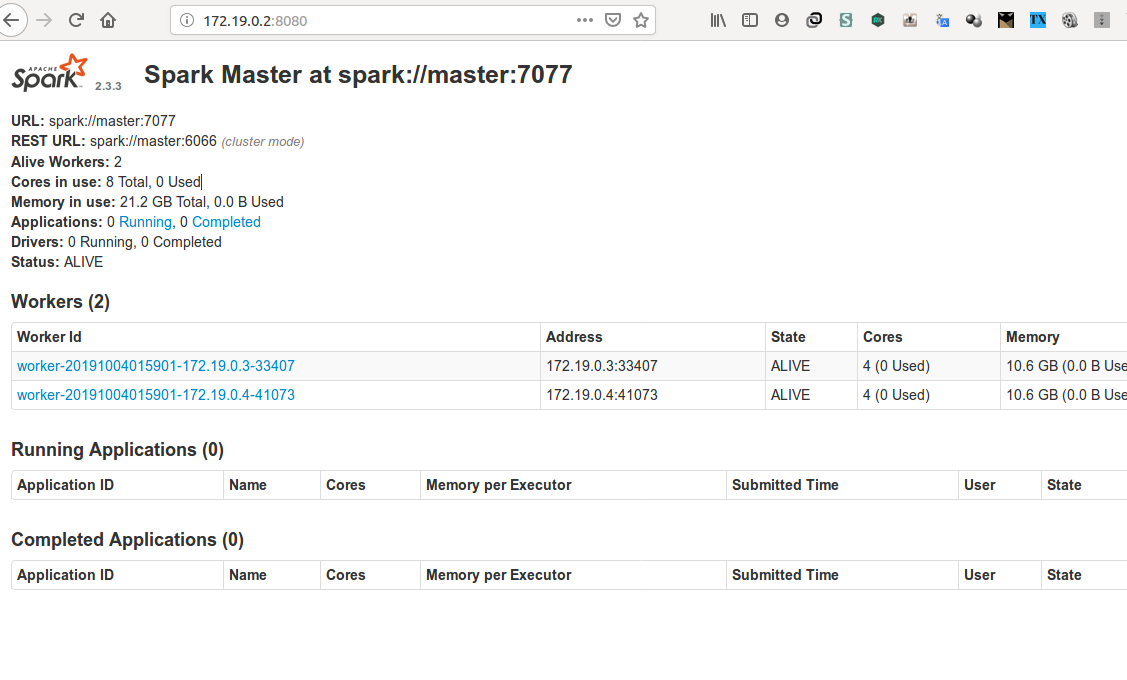 172.19.0.2:8080
APACHE
Spark 2.3.3 Spark Master at spark://master:7077
URL: spark://master:7077
REST URL: spark://master:6066 (cluster mode)
Alive Workers: 2
Cores in use: 8 Total, 0 Used
Memory in use: 21.2 GB Total, 0.0 B Used
Applications: 0 Running, 0 Completed
Drivers: 0 Running, 0 Completed
Status: ALIVE
Workers (2)
Worker Id Address State Cores Memory
worker-20191004015901-172.19.0.3-33407 172.19.0.3:33407 ALIVE 4 (0 Used) 10.6 GB (0.0 B Use
worker-20191004015901-172.19.0.4-41073 172.19.0.4:41073 ALIVE 4 (0 Used) 10.6 GB (0.0 B Use
Running Applications (0)
Application ID Name Cores Memory per Executor Submitted Time User State
Completed Applications (0)
Application ID Name Cores Memory per Executor Submitted Time User State